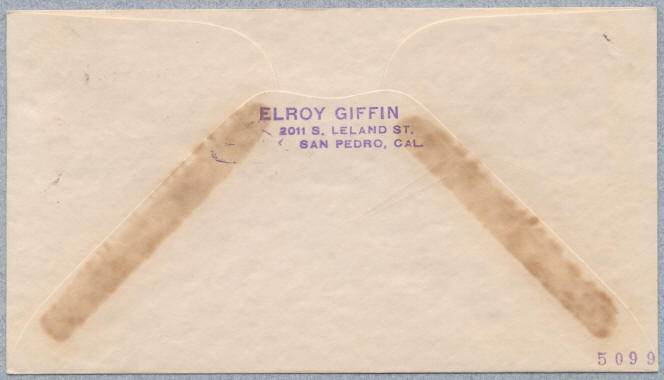 ELROY GIFFIN
2011 S. LELAND ST.
SAN PEDRO, CAL.
5099